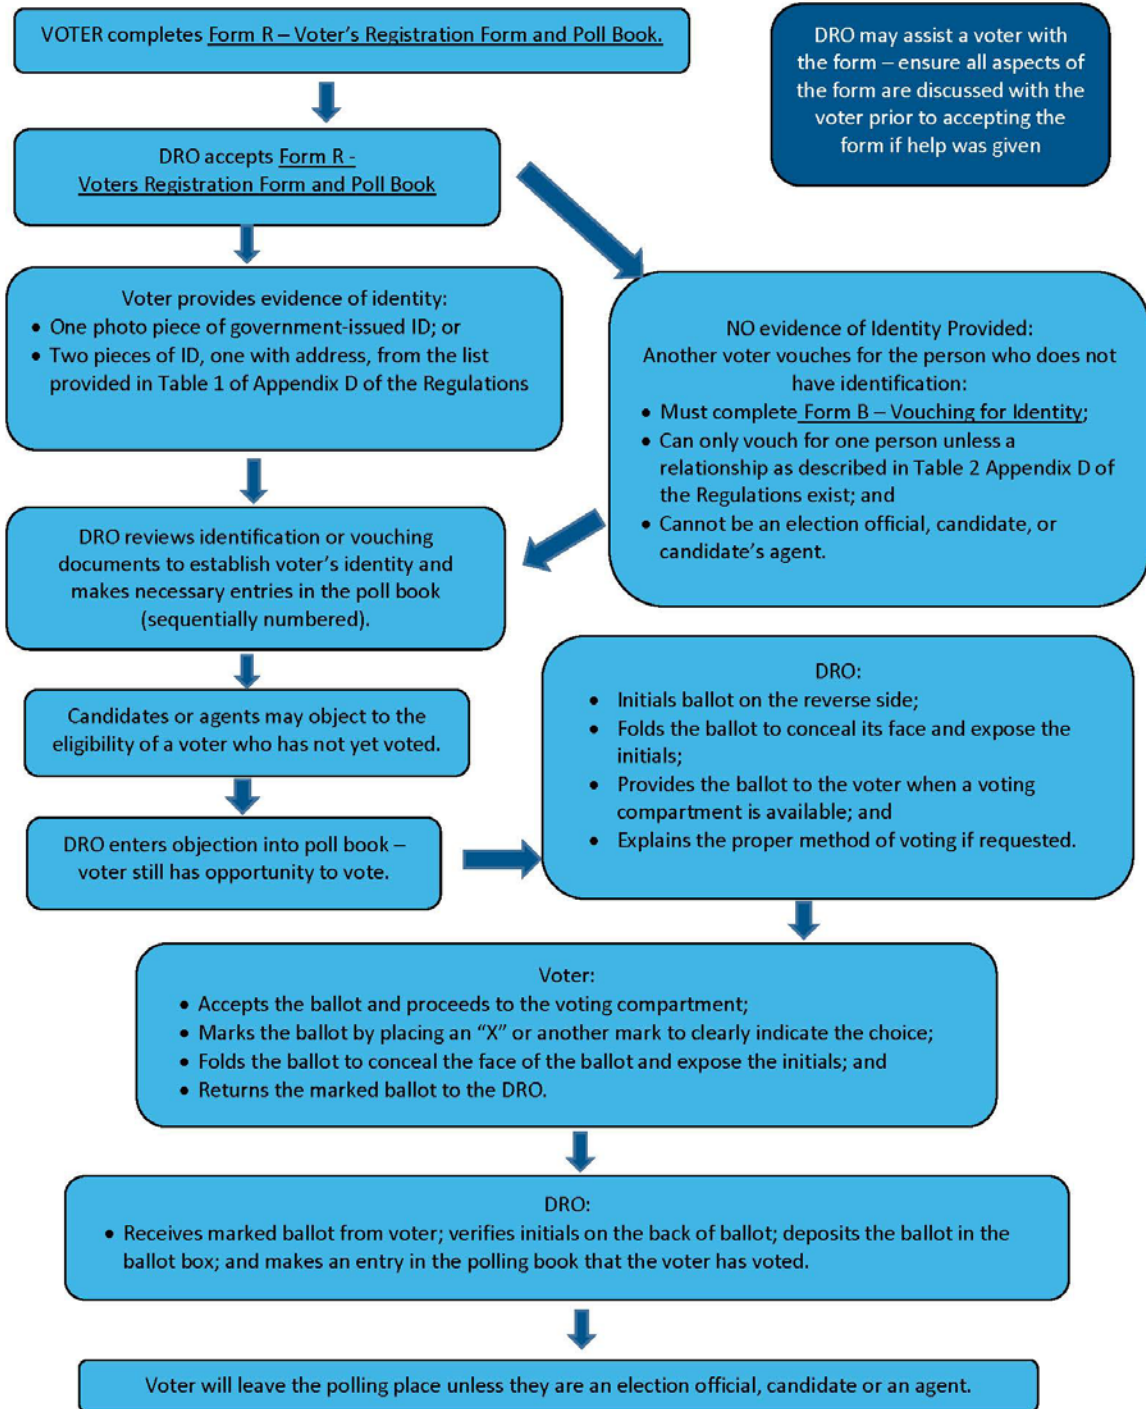 VOTER completes Form R – Voter's Registration Form and Poll Book.
DRO may assist a voter with
the form – ensure all aspects of
the form are discussed with the
voter prior to accepting the
form if help was given
DRO accepts Form R -
Voters Registration Form and Poll Book
Voter provides evidence of identity:
• One photo piece of government-issued ID; or
• Two pieces of ID, one with address, from the list
provided in Table 1 of Appendix D of the Regulations
NO evidence of Identity Provided:
Another voter vouches for the person who does not
have identification:
• Must complete Form B – Vouching for Identity;
• Can only vouch for one person unless a
relationship as described in Table 2 Appendix D of
the Regulations exist; and
• Cannot be an election official, candidate, or
candidate's agent.
DRO reviews identification or vouching
documents to establish voter's identity and
makes necessary entries in the poll book
(sequentially numbered).
Candidates or agents may object to the
eligibility of a voter who has not yet voted.
DRO enters objection into poll book –
voter still has opportunity to vote.
DRO:
• Initials ballot on the reverse side;
• Folds the ballot to conceal its face and expose the
initials;
• Provides the ballot to the voter when a voting
compartment is available; and
• Explains the proper method of voting if requested.
Voter:
• Accepts the ballot and proceeds to the voting compartment;
• Marks the ballot by placing an "X" or another mark to clearly indicate the choice;
• Folds the ballot to conceal the face of the ballot and expose the initials; and
• Returns the marked ballot to the DRO.
DRO:
• Receives marked ballot from voter; verifies initials on the back of ballot; deposits the ballot in the
ballot box; and makes an entry in the polling book that the voter has voted.
Voter will leave the polling place unless they are an election official, candidate or an agent.